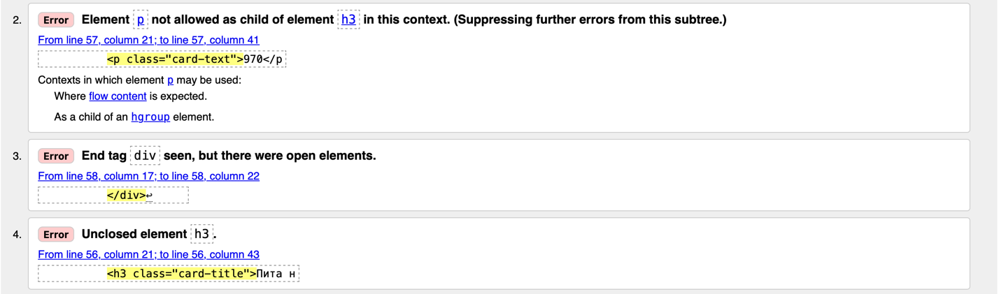 2. Error Element p not allowed as child of element h3 in this context. (Suppressing further errors from this subtree.)
From line 57, column 21; to line 57, column 41
<p class="card-text">970</p
Contexts in which element p may be used:
Where flow content is expected.
As a child of an hgroup element.
3. Error End tag div seen, but there were open elements.
From line 58, column 17; to line 58, column 22
</div>↩
4. Error Unclosed element h3.
From line 56, column 21; to line 56, column 43
<h3 class="card-title">Пита н